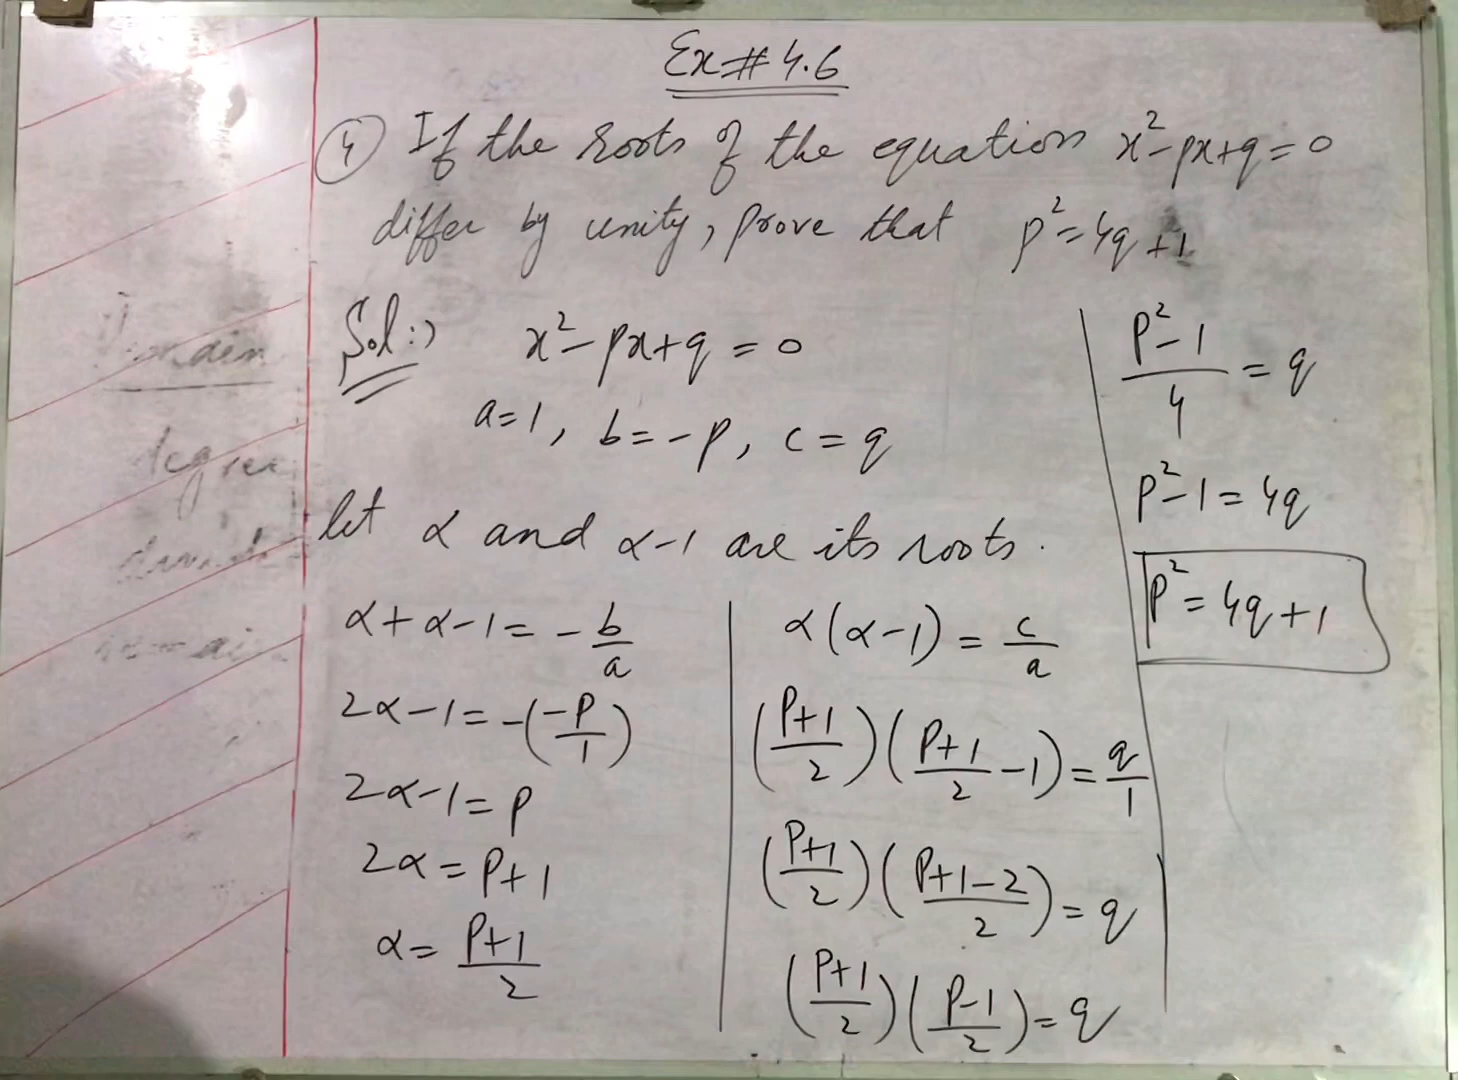 Ex # 4.6
(4) If the roots of the equation x²-px+q=0
differ by unity, prove that p²=4q+1
Sol:) x²-px+q=0
a=1, b=-p, c=q
let α and α-1 are its roots.
α+α-1=-b/a
2α-1=-(-P/1)
2α-1=p
2α=P+1
α=P+1/2
α(α-1)=c/a
(P+1/2)(P+1/2-1)=q/1
(P+1/2)(P+1-2/2)=q
(P+1/2)(P-1/2)=q
P²-1/4=q
P²-1=4q
P²=4q+1
degree